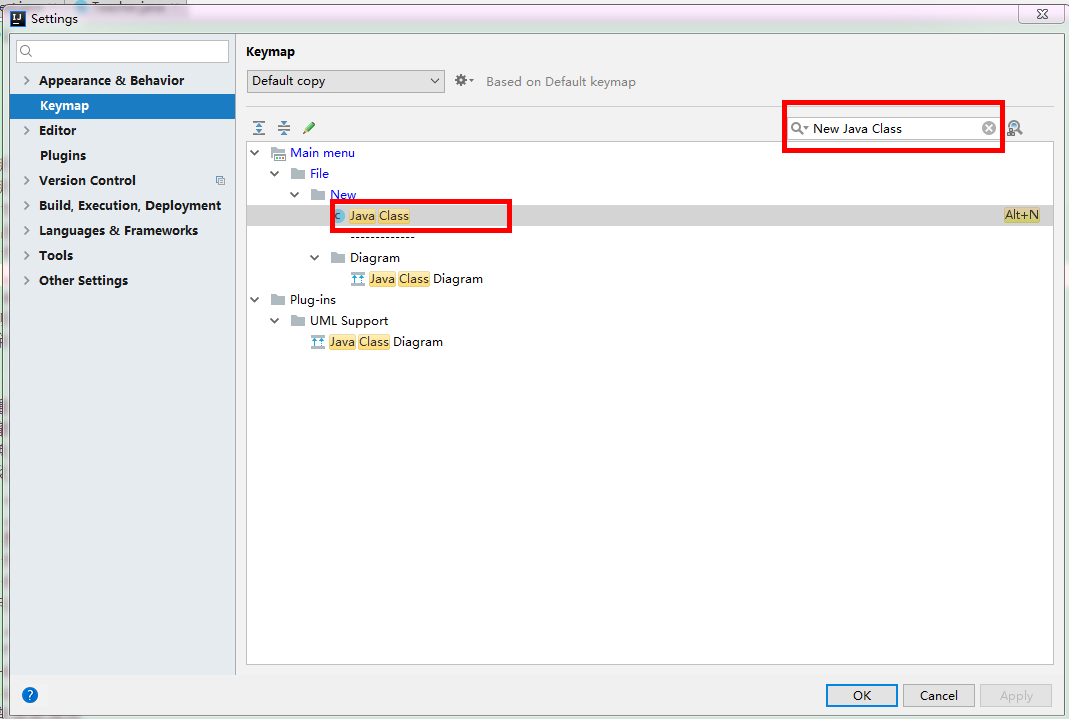 IJ Settings
Appearance & Behavior
Keymap
Editor
Plugins
Version Control
Build, Execution, Deployment
Languages & Frameworks
Tools
Other Settings
Keymap
Default copy
Based on Default keymap
New Java Class
Main menu
File
New
C Java Class Alt+N
-------------
Diagram
Java Class Diagram
Plug-ins
UML Support
Java Class Diagram
?
OK Cancel Apply